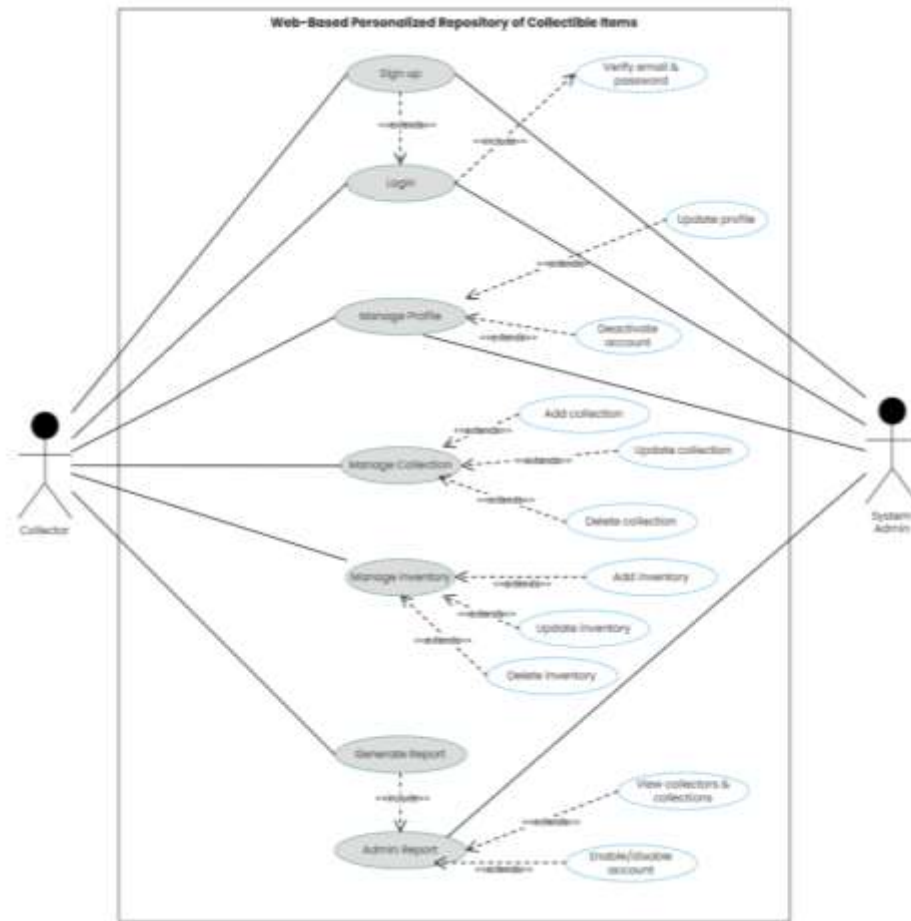 Web-Based Personalized Repository of Collectible Items
Sign up
Verify email &
password
<<extends>>
<<include>>
Login
Update profile
<<extends>>
Manage Profile
Deactivate
account
<<extends>>
Add collection
<<extends>>
Update collection
<<extends>>
Manage Collection
<<extends>>
Delete collection
Collector
System
Admin
Manage Inventory
Add inventory
<<extends>>
<<extends>>
Update inventory
<<extends>>
Delete inventory
Generate Report
<<include>>
View collectors &
collections
<<extends>>
Admin Report
Enable/disable
account
<<extends>>